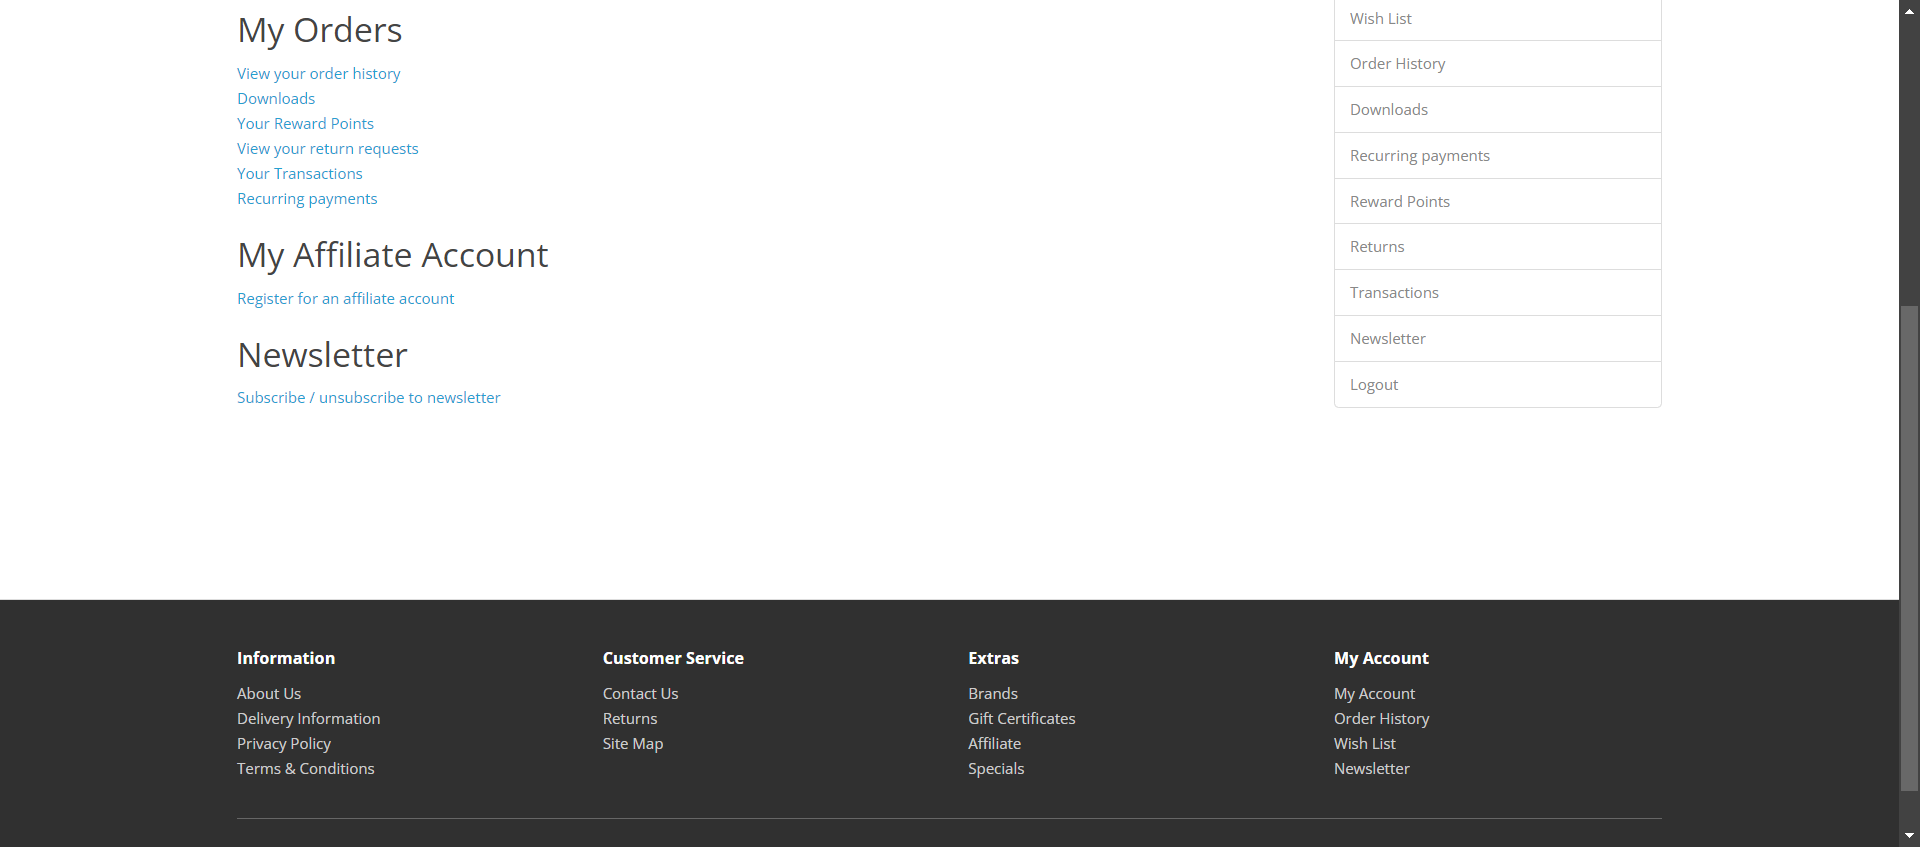 My Orders
View your order history
Downloads
Your Reward Points
View your return requests
Your Transactions
Recurring payments
My Affiliate Account
Register for an affiliate account
Newsletter
Subscribe / unsubscribe to newsletter
Wish List
Order History
Downloads
Recurring payments
Reward Points
Returns
Transactions
Newsletter
Logout
Information
About Us
Delivery Information
Privacy Policy
Terms & Conditions
Customer Service
Contact Us
Returns
Site Map
Extras
Brands
Gift Certificates
Affiliate
Specials
My Account
My Account
Order History
Wish List
Newsletter